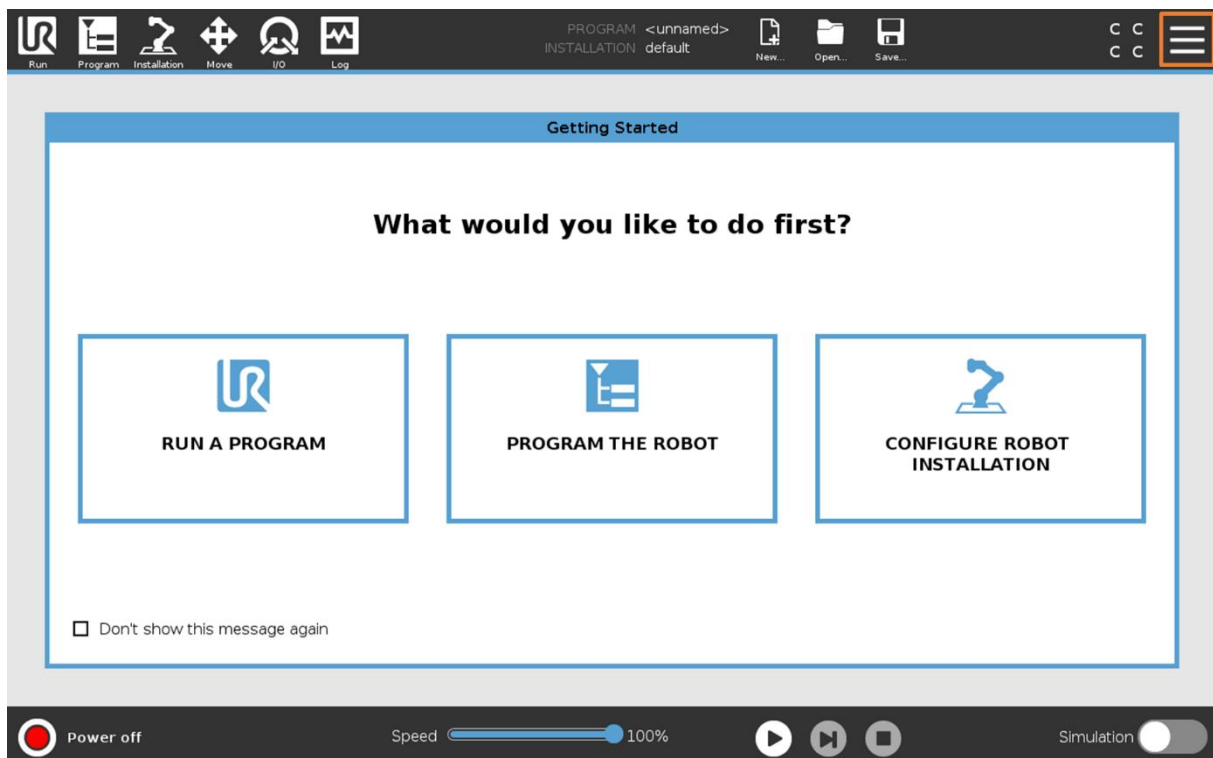 PROGRAM <unnamed>
INSTALLATION default
C C
C C
Run Program Installation Move I/O Log New... Open... Save...
Getting Started
What would you like to do first?
RUN A PROGRAM
PROGRAM THE ROBOT
CONFIGURE ROBOT
INSTALLATION
Don't show this message again
Power off
Speed 100%
Simulation